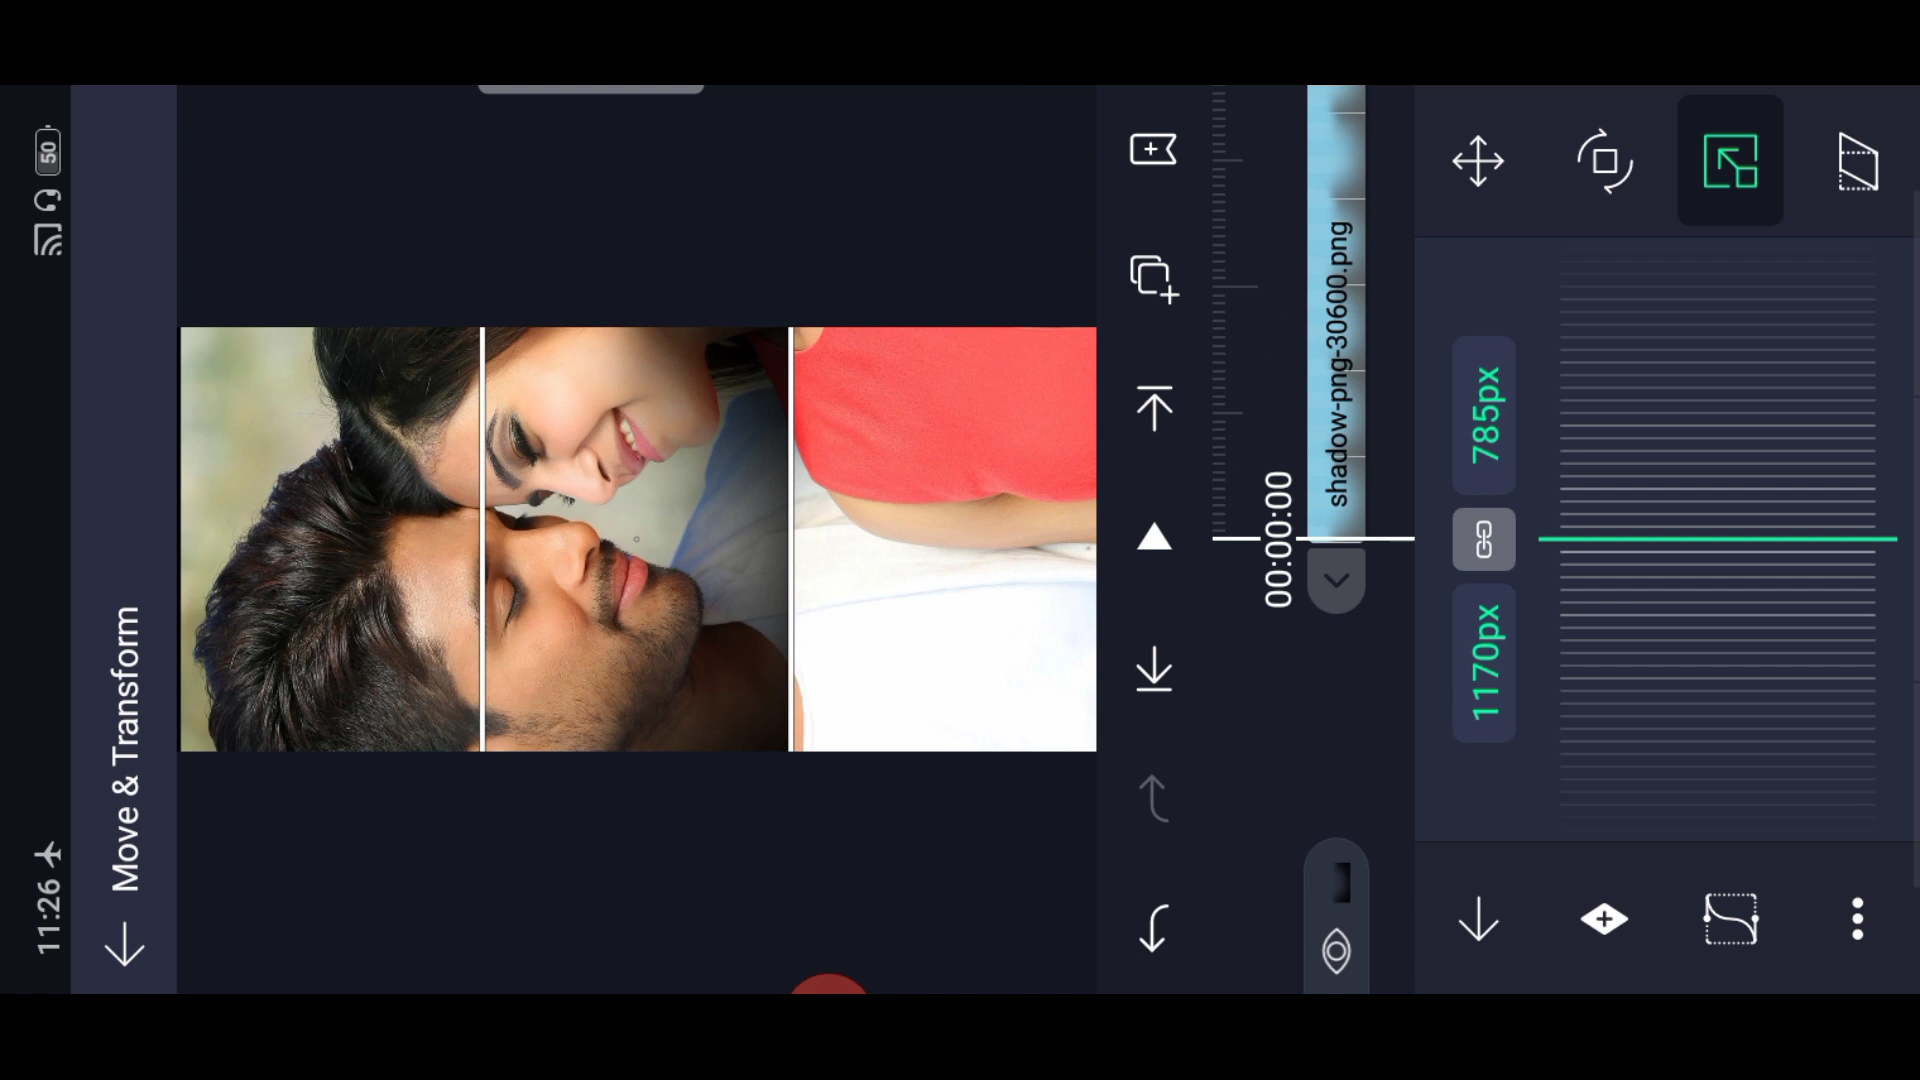 11:26
50
Move & Transform
00:00:00
shadow-png-30600.png
1170px
785px